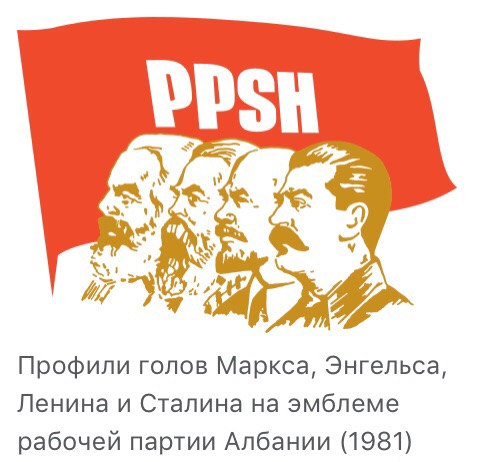 PPSH
Профили голов Маркса, Энгельса,
Ленина и Сталина на эмблеме
рабочей партии Албании (1981)